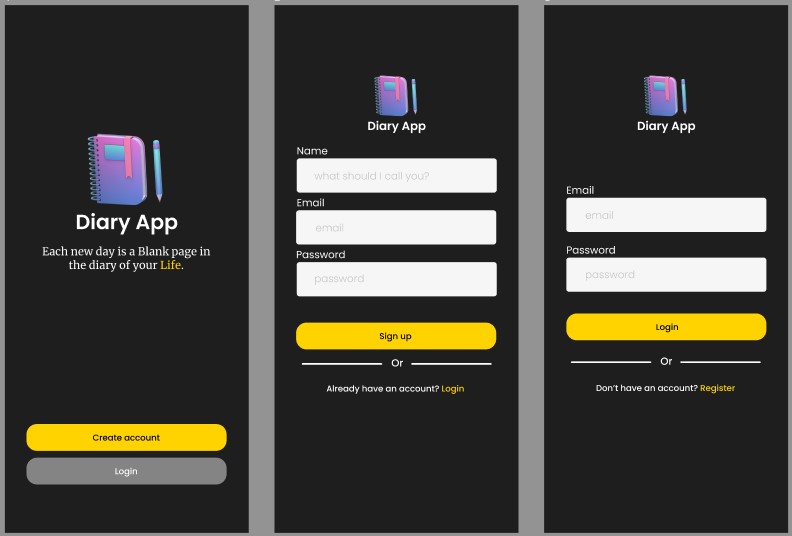 Diary App
Each new day is a Blank page in
the diary of your Life.
Create account
Login
Diary App
Name
what should I call you?
Email
email
Password
password
Sign up
Or
Already have an account? Login
Diary App
Email
email
Password
password
Login
Or
Don't have an account? Register